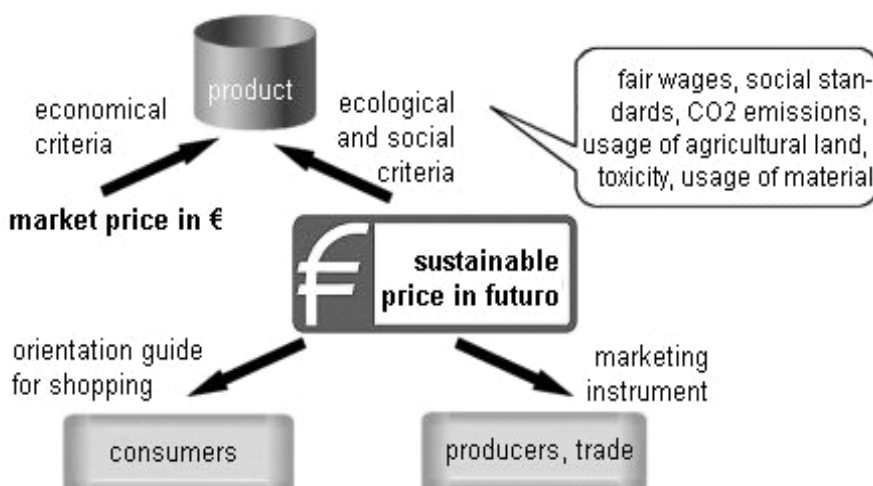 product
economical
criteria
ecological
and social
criteria
fair wages, social stan-
dards, CO2 emissions,
usage of agricultural land,
toxicity, usage of material
market price in €
sustainable
price in futuro
orientation guide
for shopping
marketing
instrument
consumers
producers, trade